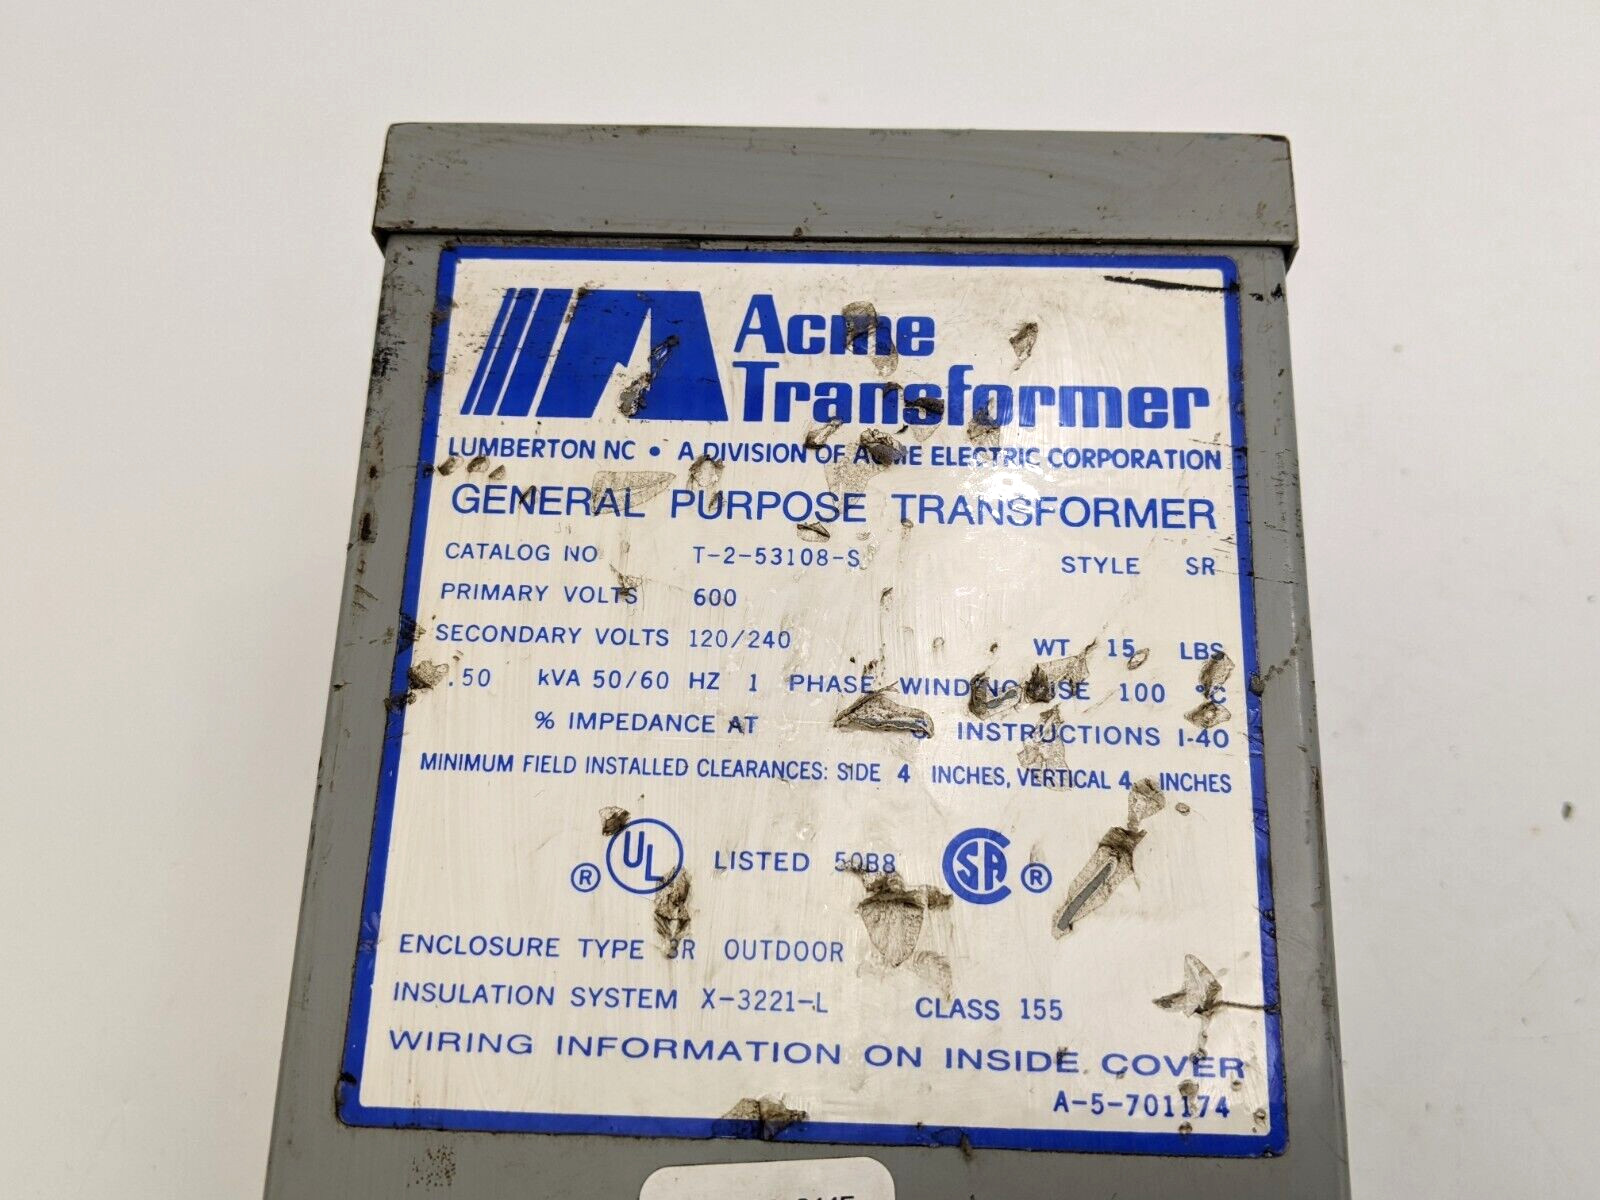 Acme
Transformer
LUMBERTON NC • A DIVISION OF ACME ELECTRIC CORPORATION
GENERAL PURPOSE TRANSFORMER
CATALOG NO T-2-53108-S STYLE SR
PRIMARY VOLTS 600
SECONDARY VOLTS 120/240 WT 15 LBS
.50 kVA 50/60 HZ 1 PHASE WINDING RISE 100 °C
% IMPEDANCE AT INSTRUCTIONS I-40
MINIMUM FIELD INSTALLED CLEARANCES: SIDE 4 INCHES, VERTICAL 4 INCHES
® UL LISTED 50B8 SA ®
ENCLOSURE TYPE 3R OUTDOOR
INSULATION SYSTEM X-3221-L CLASS 155
WIRING INFORMATION ON INSIDE COVER
A-5-701174